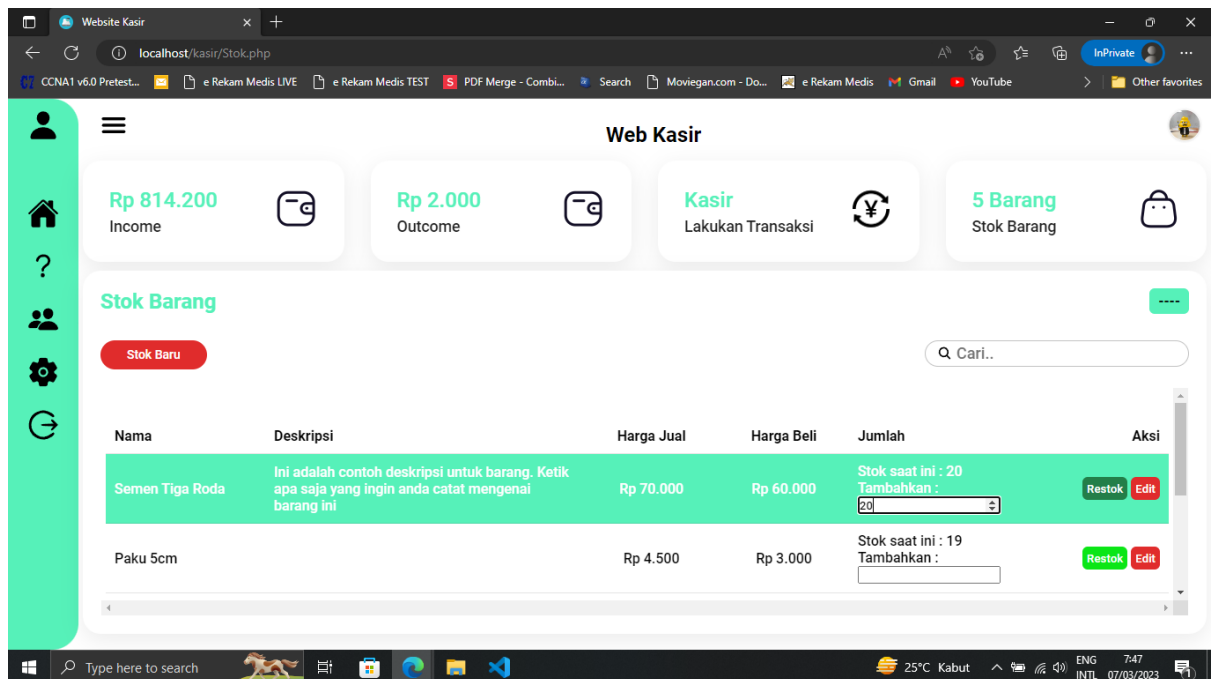 Website Kasir
localhost/kasir/Stok.php
InPrivate
CCNA1 v6.0 Pretest... e Rekam Medis LIVE e Rekam Medis TEST PDF Merge - Combi... Search Moviegan.com - Do... e Rekam Medis Gmail YouTube Other favorites
Web Kasir
Rp 814.200 Rp 2.000 Kasir 5 Barang
Income Outcome Lakukan Transaksi Stok Barang
Stok Barang ----
Stok Baru Cari..
Nama Deskripsi Harga Jual Harga Beli Jumlah Aksi
Semen Tiga Roda
Ini adalah contoh deskripsi untuk barang. Ketik
apa saja yang ingin anda catat mengenai
barang ini
Rp 70.000 Rp 60.000
Stok saat ini : 20
Tambahkan :
20
Restok Edit
Paku 5cm Rp 4.500 Rp 3.000
Stok saat ini : 19
Tambahkan :
Restok Edit
Type here to search 25°C Kabut
ENG 7:47
INTL 07/03/2023